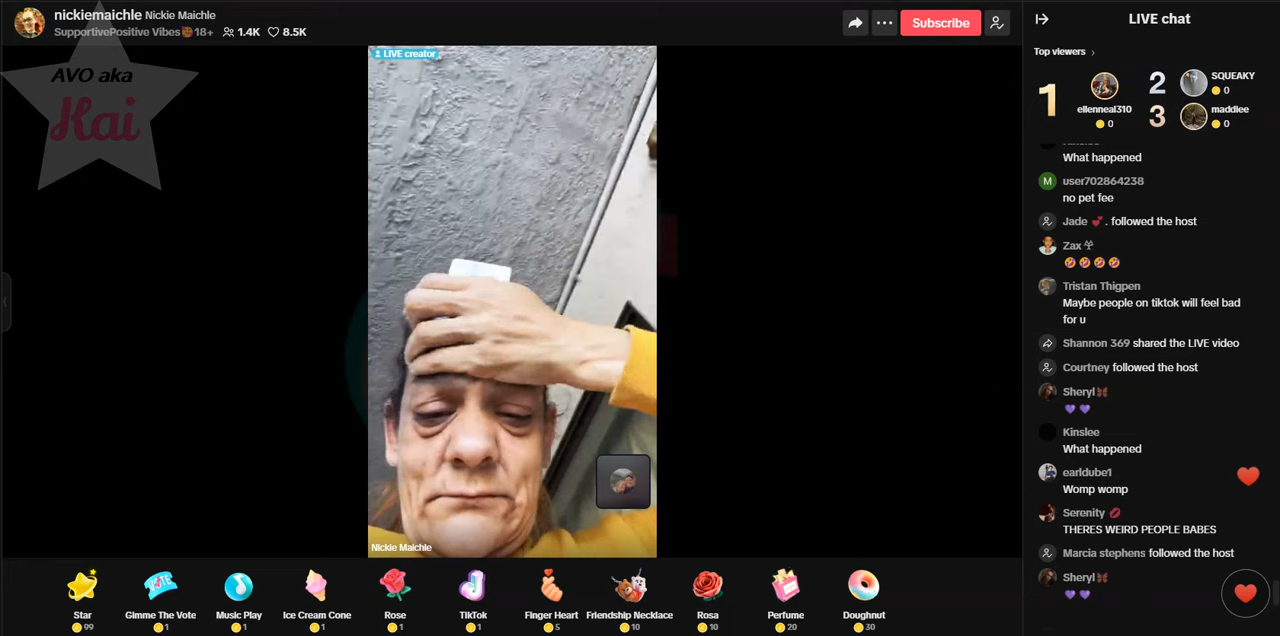 nickiemaichle Nickie Maichle
SupportivePositive Vibes 18+ 1.4K 8.5K
AVO aka
Kai
Subscribe
LIVE creator
Nickie Maichle
Star
99
Gimme The Vote
1
Music Play
1
Ice Cream Cone
1
Rose
1
TikTok
1
Finger Heart
5
Friendship Necklace
10
Rosa
10
Perfume
20
Doughnut
30
LIVE chat
Top viewers
1
ellenneal310
0
2
SQUEAKY
0
3
maddlee
0
What happened
M
user702864238
no pet fee
Jade . followed the host
Zax
Tristan Thigpen
Maybe people on tiktok will feel bad
for u
Shannon 369 shared the LIVE video
Courtney followed the host
Sheryl
Kinslee
What happened
earldube1
Womp womp
Serenity
THERES WEIRD PEOPLE BABES
Marcia stephens followed the host
Sheryl